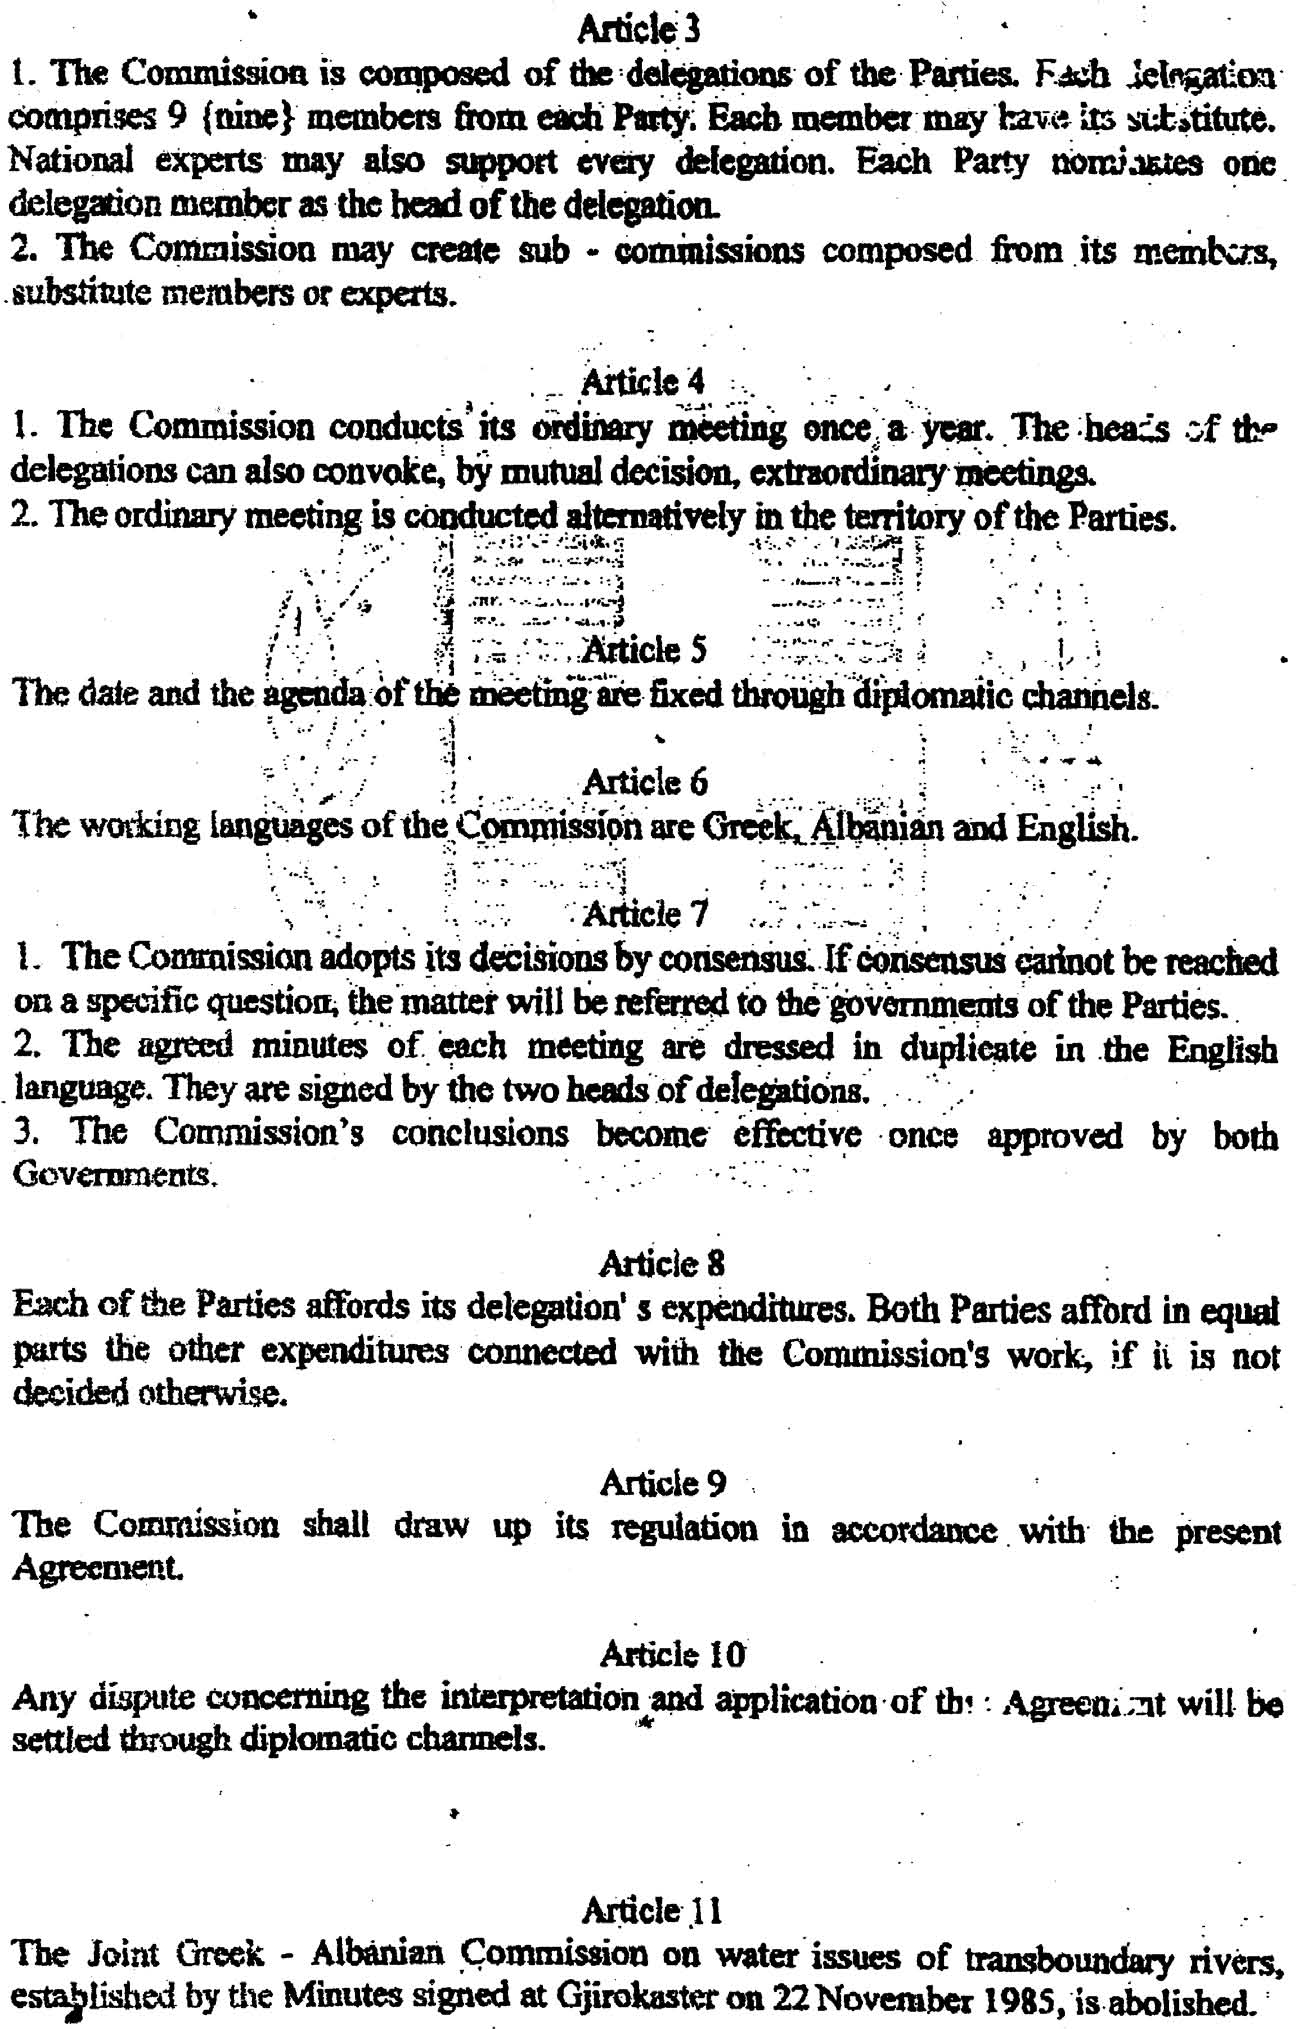 Article 3
1. The Commission is composed of the delegations of the Parties. Each delegation
comprises 9 {nine} members from each Party. Each member may have its substitute.
National experts may also support every delegation. Each Party nominates one
delegation member as the head of the delegation.
2. The Commission may create sub - commissions composed from its members,
substitute members or experts.
Article 4
1. The Commission conducts its ordinary meeting once a year. The heads of the
delegations can also convoke, by mutual decision, extraordinary meetings.
2. The ordinary meeting is conducted alternatively in the territory of the Parties.
Article 5
The date and the agenda of the meeting are fixed through diplomatic channels.
Article 6
The working languages of the Commission are Greek, Albanian and English.
Article 7
1. The Commission adopts its decisions by consensus. If consensus cannot be reached
on a specific question, the matter will be referred to the governments of the Parties.
2. The agreed minutes of each meeting are dressed in duplicate in the English
language. They are signed by the two heads of delegations.
3. The Commission's conclusions become effective once approved by both
Governments.
Article 8
Each of the Parties affords its delegation' s expenditures. Both Parties afford in equal
parts the other expenditures connected with the Commission's work, if it is not
decided otherwise.
Article 9
The Commission shall draw up its regulation in accordance with the present
Agreement.
Article 10
Any dispute concerning the interpretation and application of the Agreement will be
settled through diplomatic channels.
Article 11
The Joint Greek - Albanian Commission on water issues of transboundary rivers,
established by the Minutes signed at Gjirokaster on 22 November 1985, is abolished.